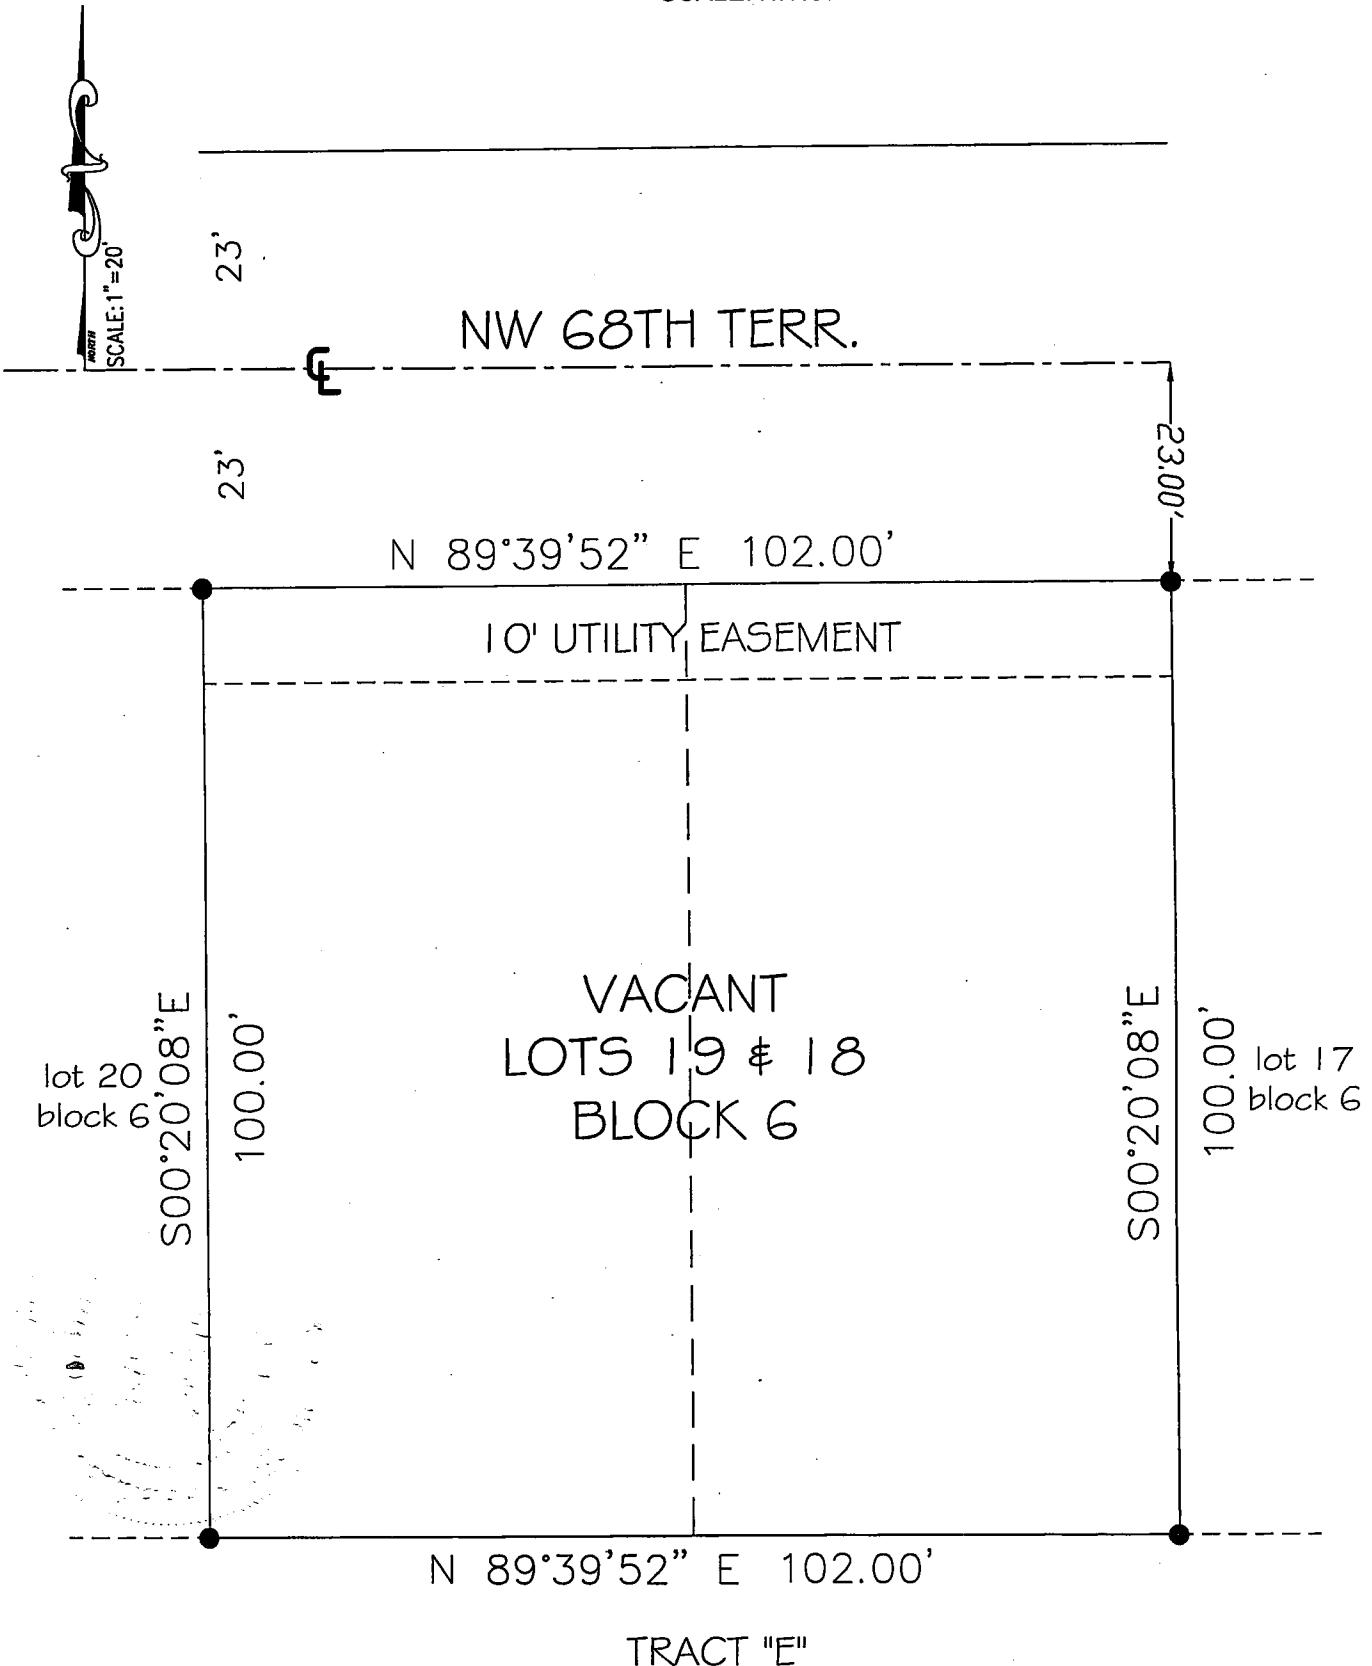 23'
SCALE:1"=20'
NORTH
NW 68TH TERR.
CL
23'
23.00'
N 89°39'52" E 102.00'
10' UTILITY EASEMENT
VACANT
LOTS 19 & 18
BLOCK 6
lot 20
block 6
S00°20'08"E
100.00'
S00°20'08"E
100.00'
lot 17
block 6
N 89°39'52" E 102.00'
TRACT "E"